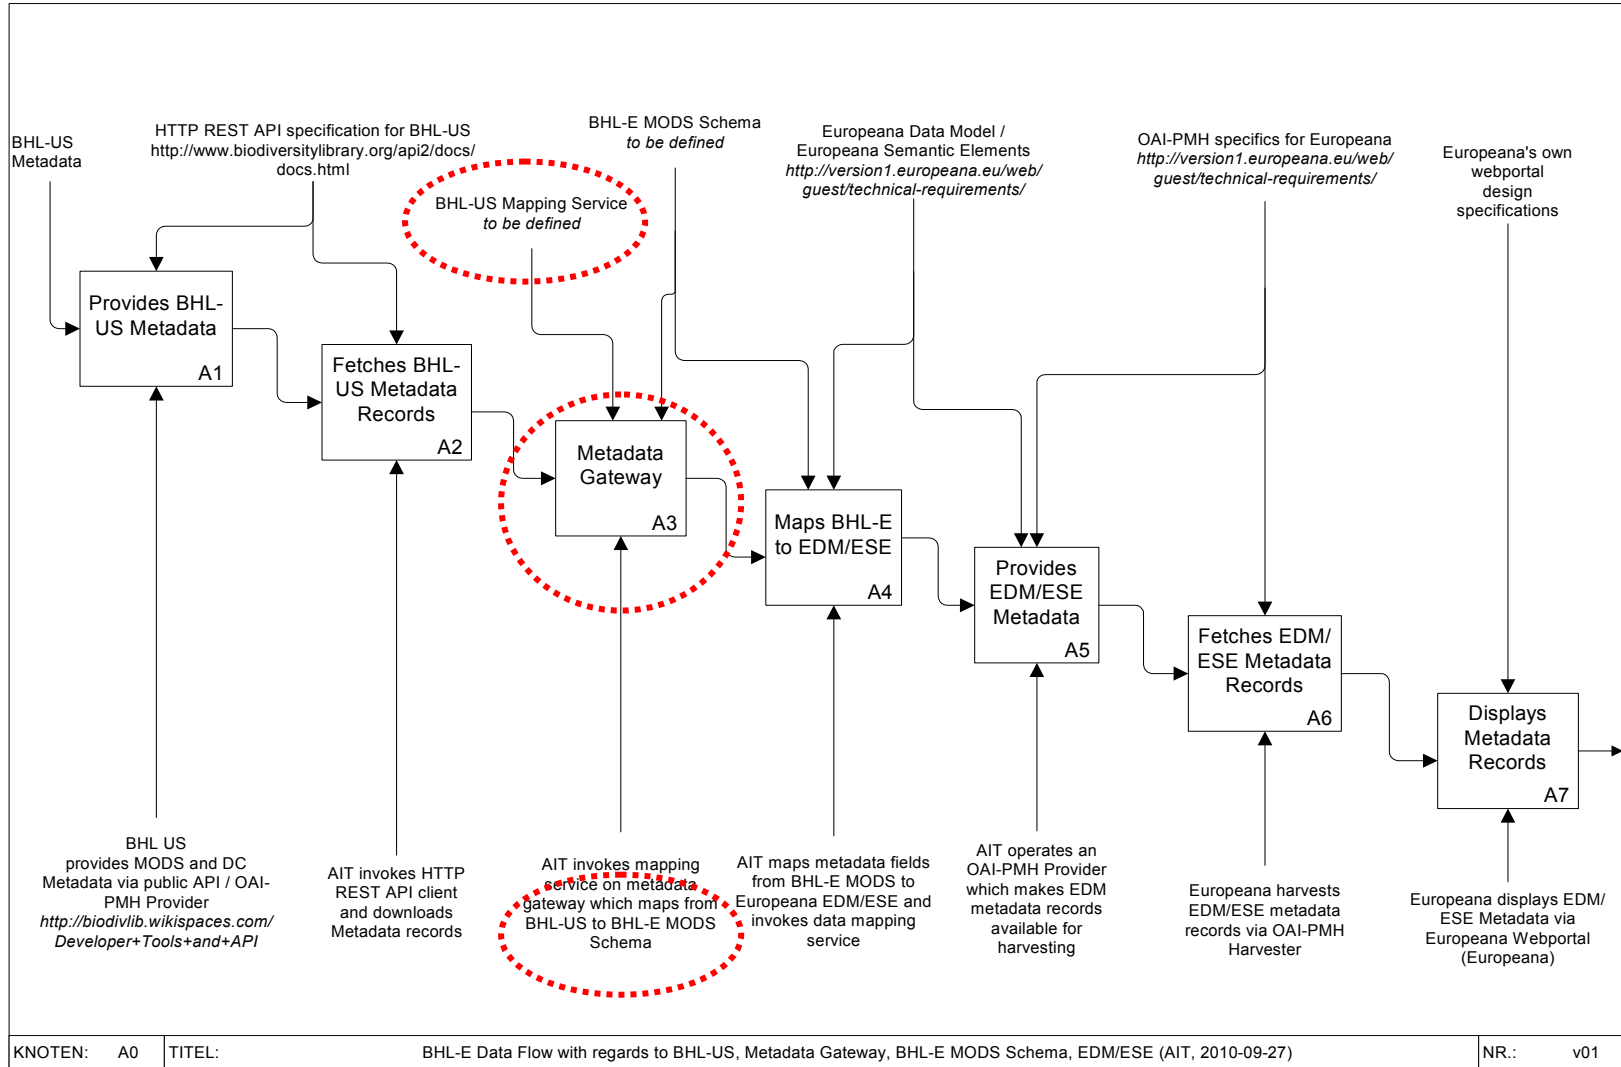 BHL-US
Metadata
HTTP REST API specification for BHL-US
http://www.biodiversitylibrary.org/api2/docs/
docs.html
BHL-US Mapping Service
to be defined
BHL-E MODS Schema
to be defined
Europeana Data Model /
European Semantic Elements
http://version1.europeana.eu/web/
guest/technical-requirements/
OAI-PMH specifics for Europeana
http://version1.europeana.eu/web/
guest/technical-requirements/
Europeana's own
webportal
design
specifications
Provides BHL-
US Metadata
A1
Fetches BHL-
US Metadata
Records
A2
Metadata
Gateway
A3
Maps BHL-E
to EDM/ESE
A4
Provides
EDM/ESE
Metadata
A5
Fetches EDM/
ESE Metadata
Records
A6
Displays
Metadata
Records
A7
BHL US
provides MODS and DC
Metadata via public API / OAI-
PMH Provider
http://biodivlib.wikispaces.com/
Developer+Tools+and+API
AIT invokes HTTP
REST API client
and downloads
Metadata records
AIT invokes mapping
service on metadata
gateway which maps from
BHL-US to BHL-E MODS
Schema
AIT maps metadata fields
from BHL-E MODS to
Europeana EDM/ESE and
invokes data mapping
service
AIT operates an
OAI-PMH Provider
which makes EDM
metadata records
available for
harvesting
Europeana harvests
EDM/ESE metadata
records via OAI-PMH
Harvester
Europeana displays EDM/
ESE Metadata via
Europeana Webportal
(Europeana)
KNOTEN: A0 TITEL: BHL-E Data Flow with regards to BHL-US, Metadata Gateway, BHL-E MODS Schema, EDM/ESE (AIT, 2010-09-27) NR.: v01